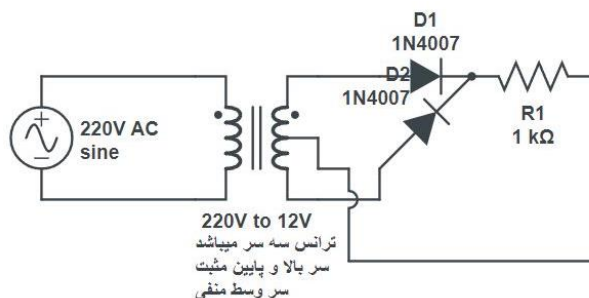 D1
1N4007
D2
1N4007
R1
1 kΩ
220V AC
sine
220V to 12V
ترانس سه سر میباشد
سر بالا و پایین مثبت
سر وسط منفی